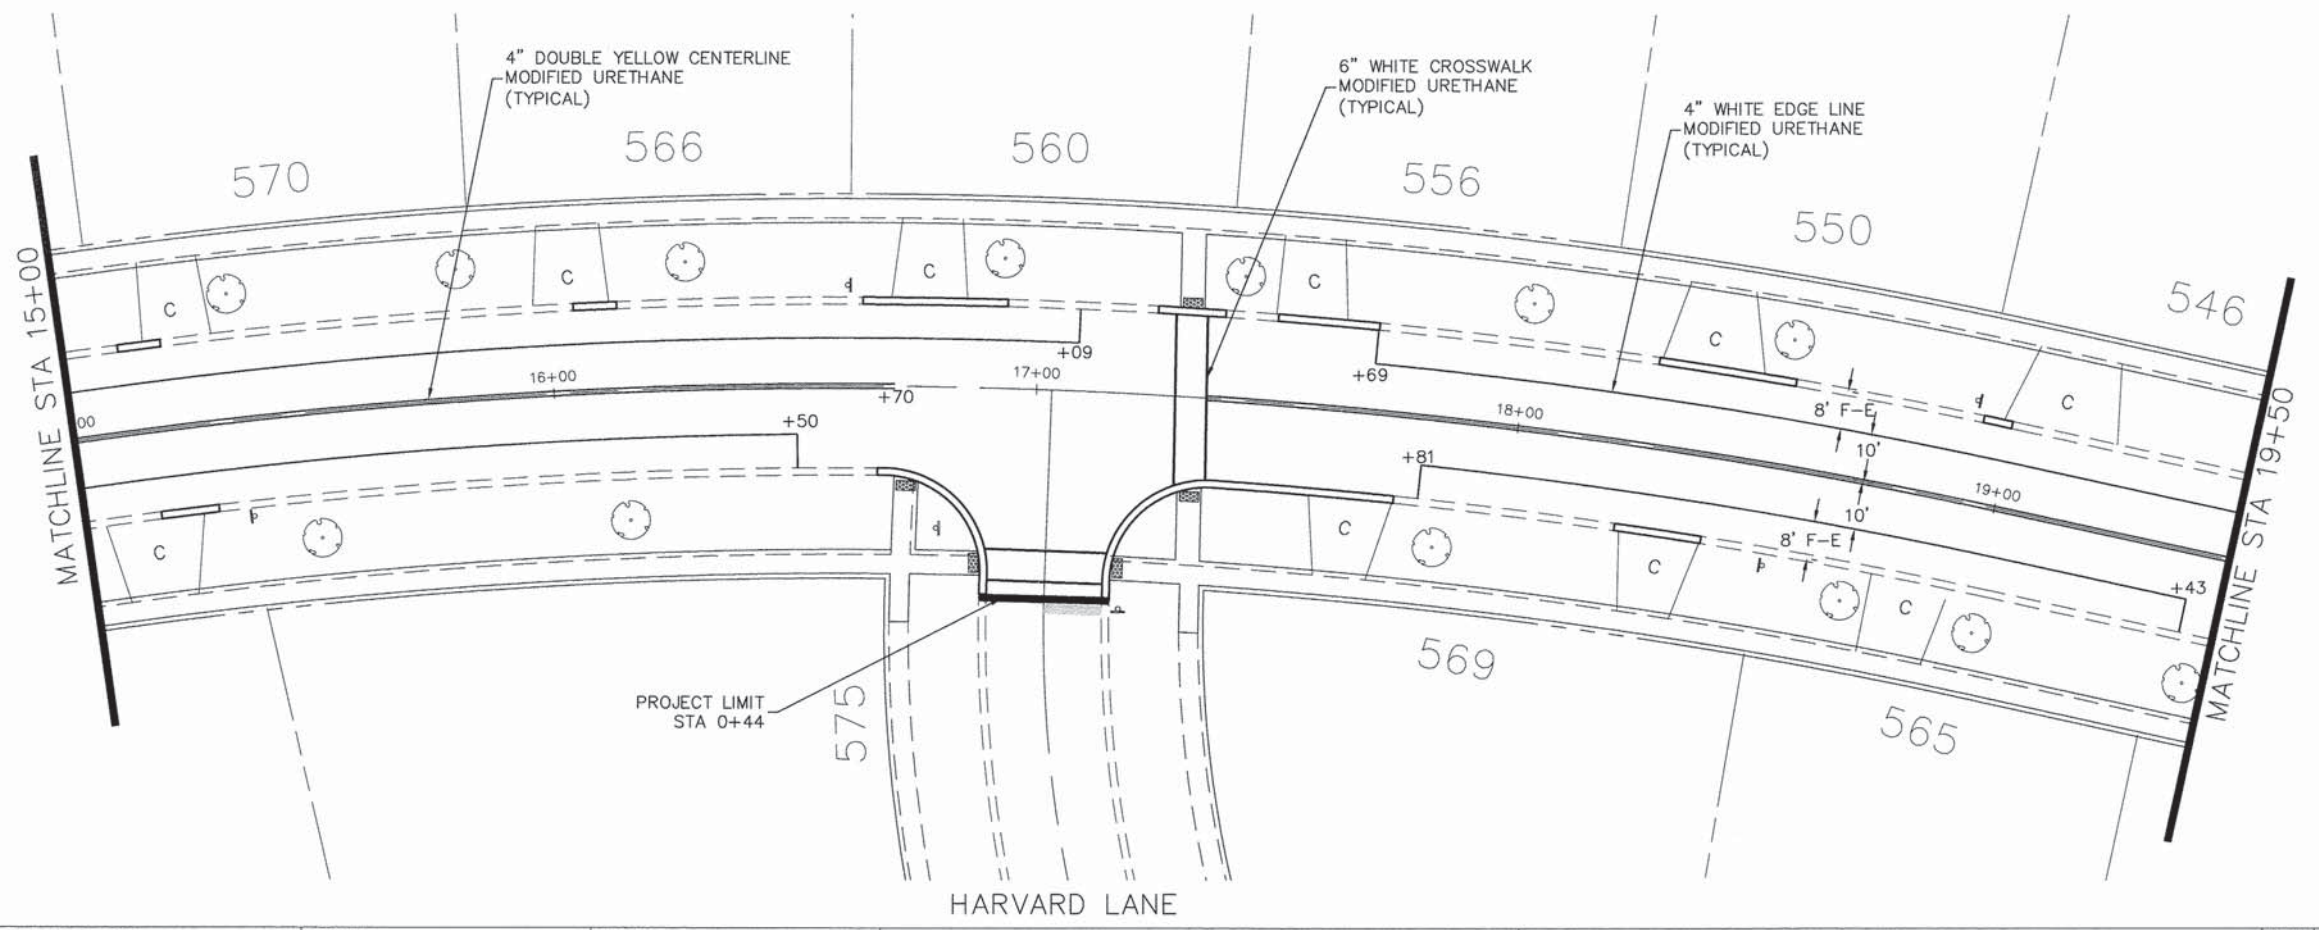 4" DOUBLE YELLOW CENTERLINE
MODIFIED URETHANE
(TYPICAL)
6" WHITE CROSSWALK
MODIFIED URETHANE
(TYPICAL)
4" WHITE EDGE LINE
MODIFIED URETHANE
(TYPICAL)
570
566
560
556
550
546
MATCHLINE STA 15+00
C
C
C
C
C
C
+09
+69
00
16+00
+70
17+00
18+00
19+00
8' F-E
10'
10'
8' F-E
+50
+81
+43
C
C
C
C
MATCHLINE STA 19+50
PROJECT LIMIT
STA 0+44
575
569
565
HARVARD LANE